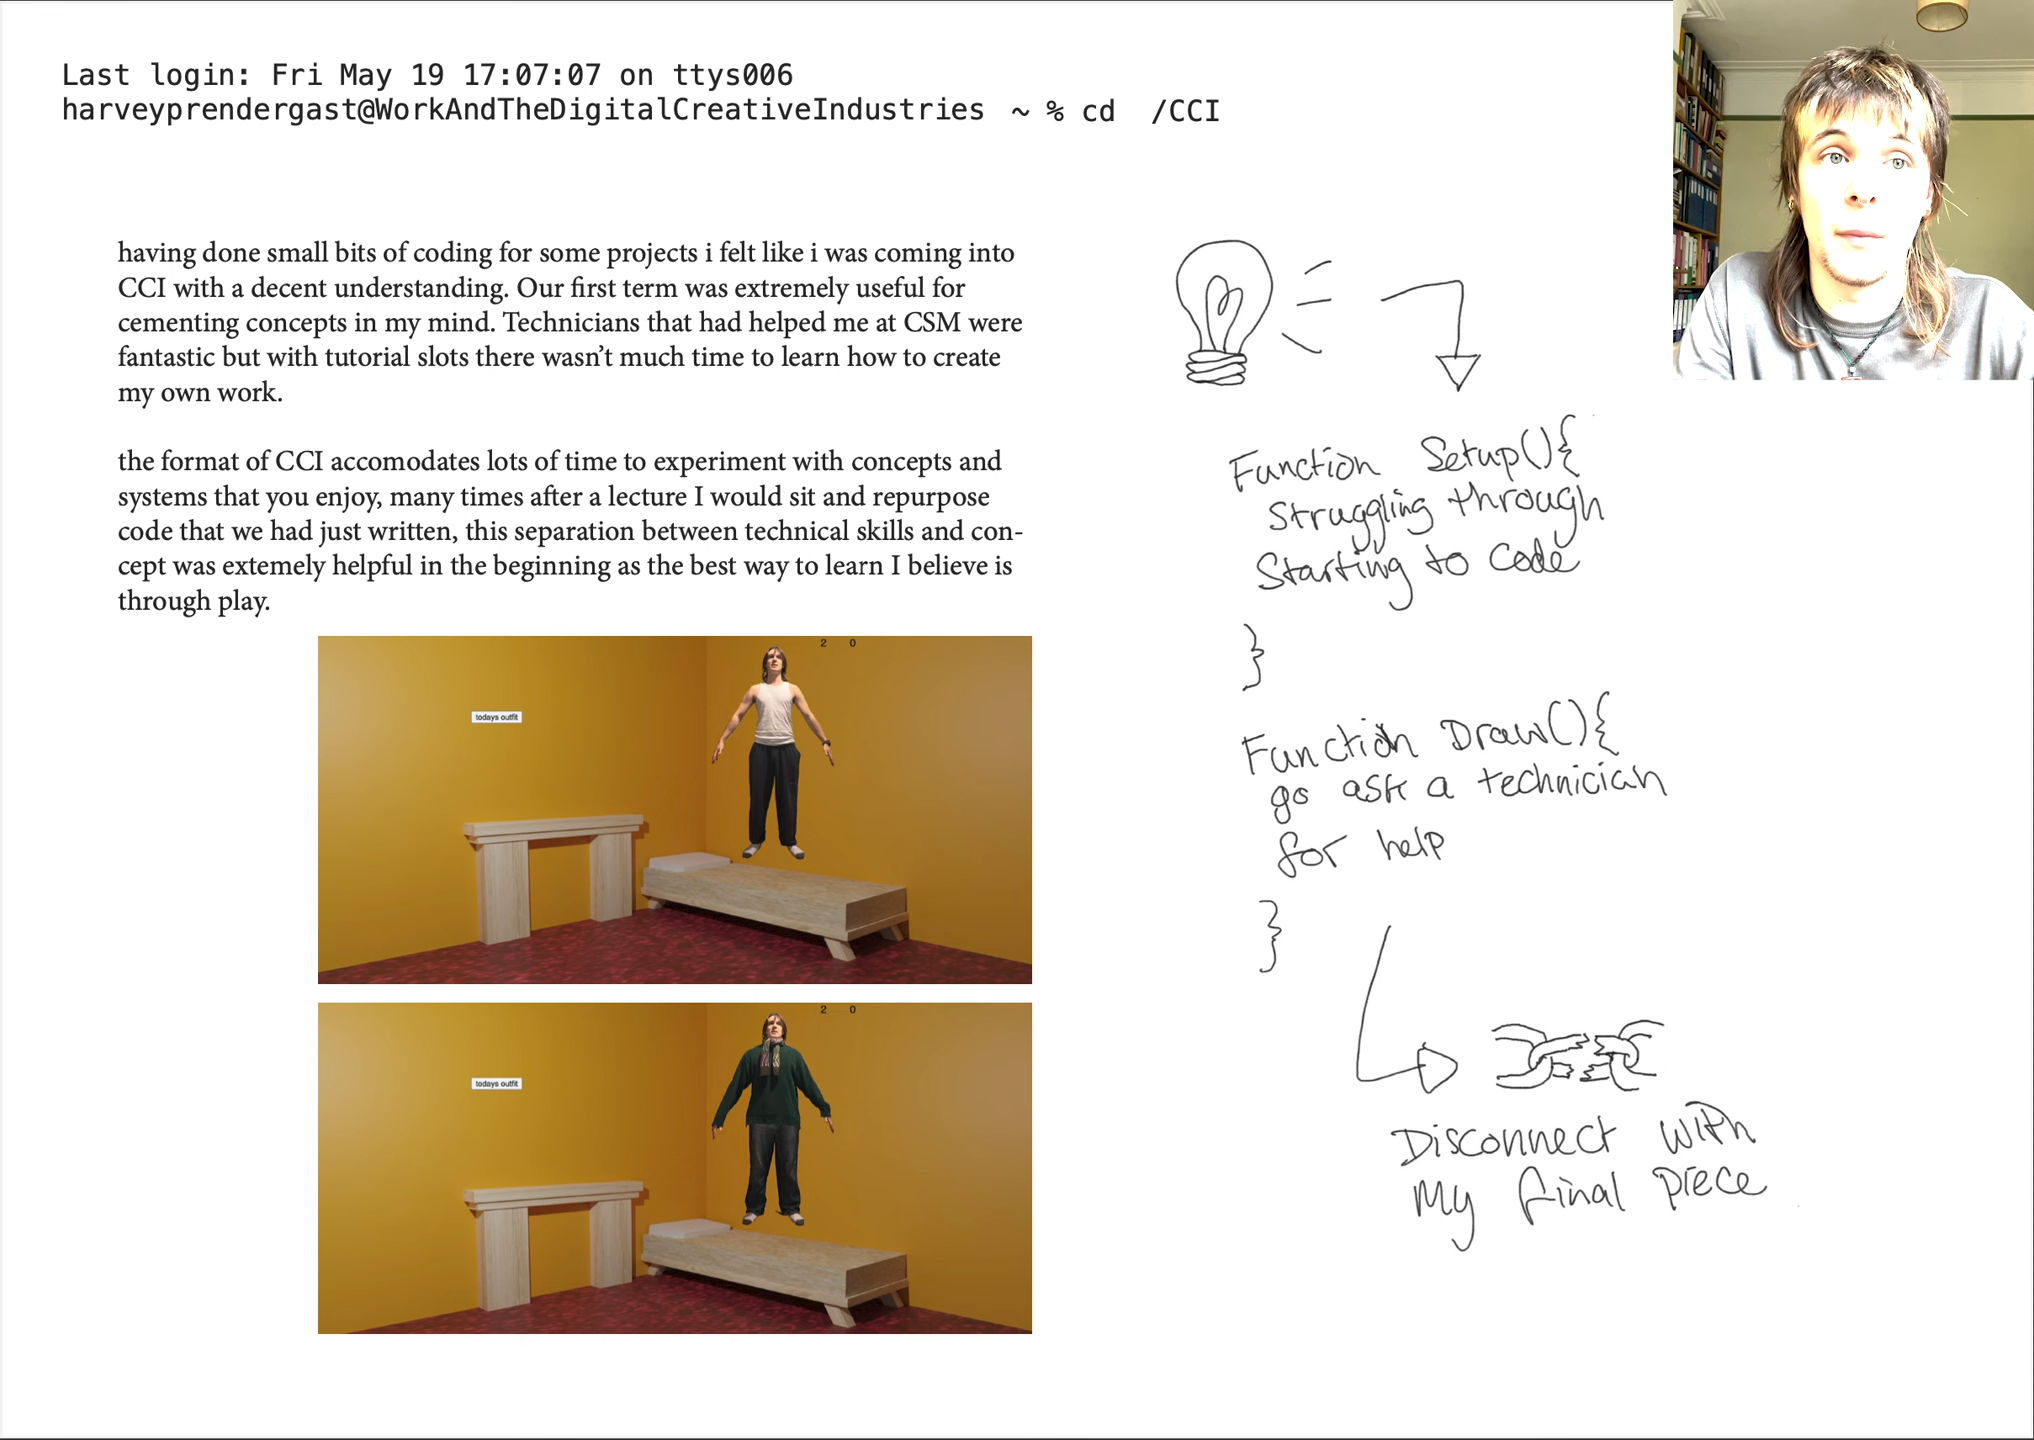 Last login: Fri May 19 17:07:07 on ttys006
harveyprendergast@WorkAndTheDigitalCreativeIndustries ~ % cd /CCI
having done small bits of coding for some projects i felt like i was coming into
CCI with a decent understanding. Our first term was extremely useful for
cementing concepts in my mind. Technicians that had helped me at CSM were
fantastic but with tutorial slots there wasn’t much time to learn how to create
my own work.
the format of CCI accomodates lots of time to experiment with concepts and
systems that you enjoy, many times after a lecture I would sit and repurpose
code that we had just written, this separation between technical skills and con-
cept was extemely helpful in the beginning as the best way to learn I believe is
through play.
2 0
todays outfit
2 0
todays outfit
Function Setup(){
Struggling through
Starting to code
}
Function Draw(){
go ask a technician
for help
}
Disconnect with
my final piece